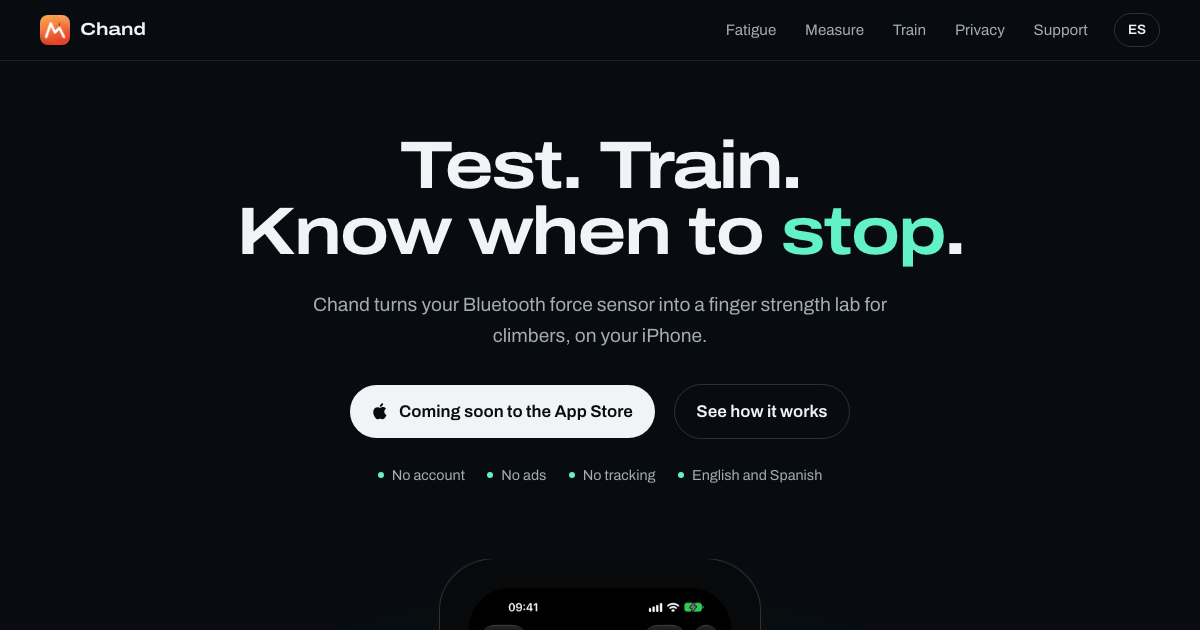 Chand
Fatigue
Measure
Train
Privacy
Support
ES
Test. Train.
Know when to stop.
Chand turns your Bluetooth force sensor into a finger strength lab for
climbers, on your iPhone.
Coming soon to the App Store
See how it works
No account
No ads
No tracking
English and Spanish
09:41